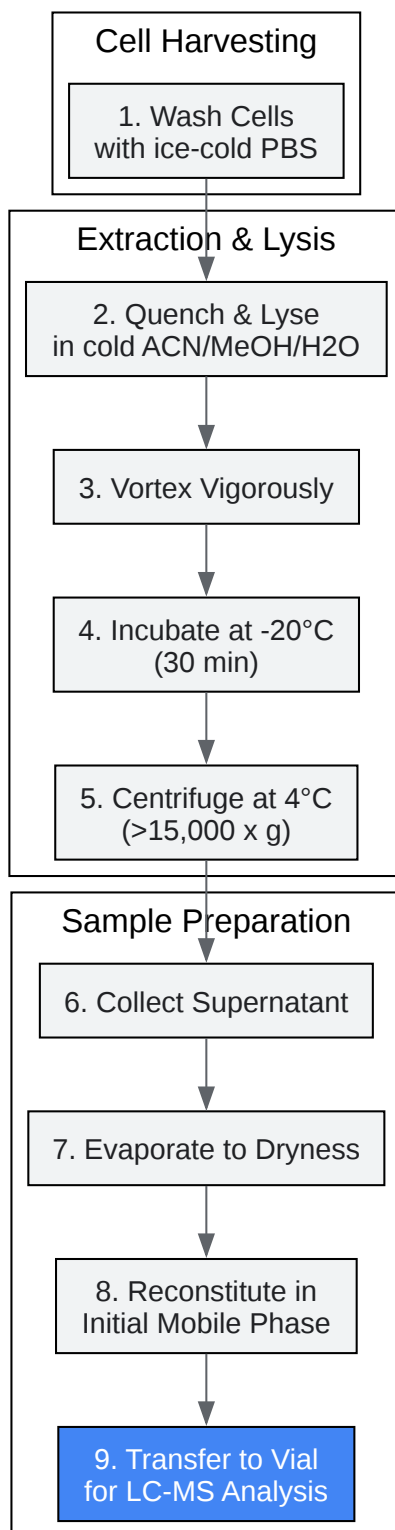 Cell Harvesting
1. Wash Cells
with ice-cold PBS
Extraction & Lysis
2. Quench & Lyse
in cold ACN/MeOH/H2O
3. Vortex Vigorously
4. Incubate at -20°C
(30 min)
5. Centrifuge at 4°C
(>15,000 x g)
Sample Preparation
6. Collect Supernatant
7. Evaporate to Dryness
8. Reconstitute in
Initial Mobile Phase
9. Transfer to Vial
for LC-MS Analysis